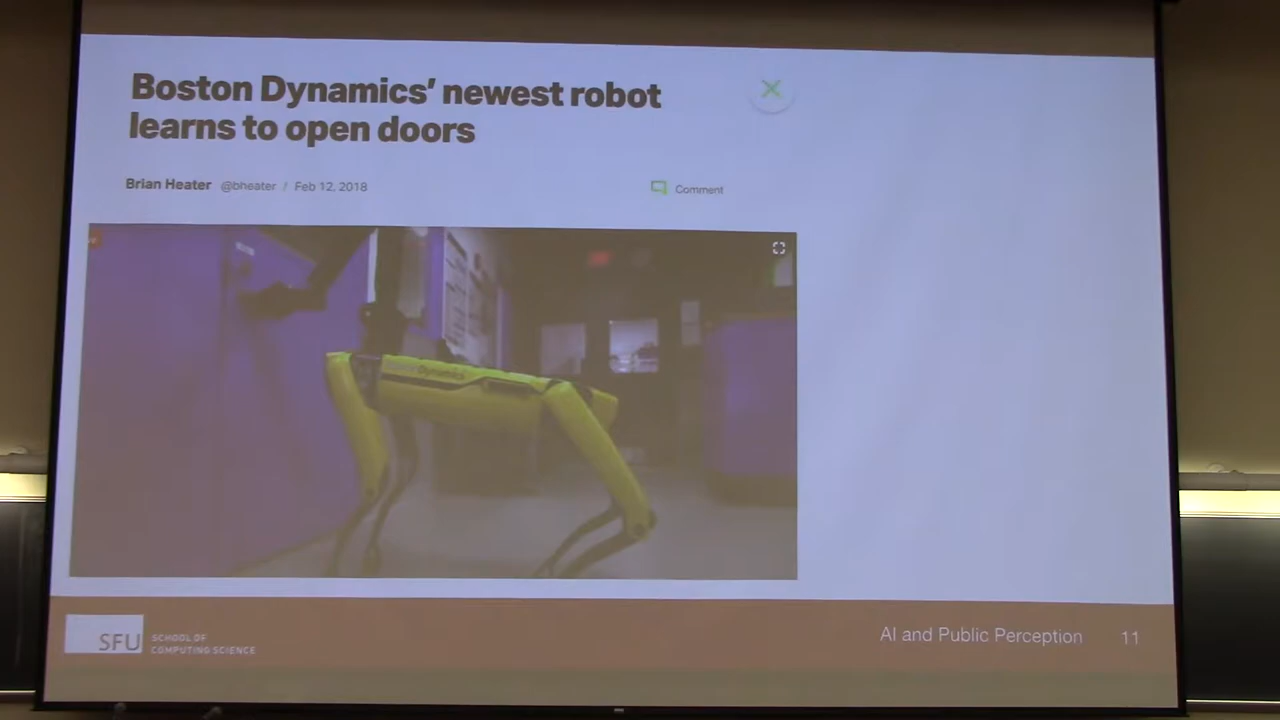 Boston Dynamics' newest robot
learns to open doors
Brian Heater @bheater / Feb 12, 2018
Comment
Dynamics
SFU SCHOOL OF
COMPUTING SCIENCE
AI and Public Perception 11